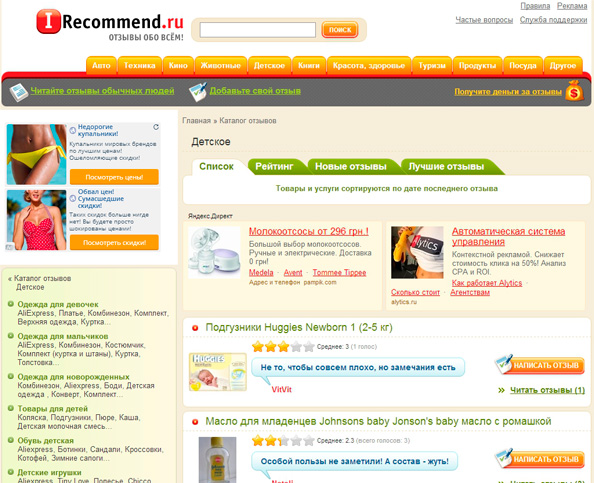 Правила Реклама
I Recommend.ru
ОТЗЫВЫ ОБО ВСЁМ!
ПОИСК
Частые вопросы Служба поддержки
Авто Техника Кино Животные Детское Книги Красота, здоровье Туризм Продукты Посуда Другое
Читайте отзывы обычных людей Добавьте свой отзыв Получите деньги за отзывы
Главная » Каталог отзывов
Детское
Список Рейтинг Новые отзывы Лучшие отзывы
Товары и услуги сортируются по дате последнего отзыва
Недорогие
купальники!
Купальники мировых брендов
по лучшим ценам!
Ошеломляющие скидки!
Посмотреть цены!
Обвал цен!
Сумасшедшие
скидки!
Таких скидок больше нигде
нет! Вы будете просто
шокированы ценами!
Посмотреть скидки!
Яндекс.Директ
Молокоотсосы от 296 грн.!
Большой выбор молокоотсосов.
Ручные и электрические. Доставка
0 грн!
Medela · Avent · Tommee Tippee
Адрес и телефон pampik.com
Alytics
Автоматическая система
управления
Контекстной рекламой. Снижает
стоимость клика на 50%! Анализ
CPA и ROI.
Как работает Alytics ·
Сколько стоит · Агентствам
alytics.ru
« Каталог отзывов
Детское
Одежда для девочек
AliExpress, Платье, Комбинезон, Комплект,
Верхняя одежда, Куртка...
Одежда для мальчиков
AliExpress, Комбинезон, Костюмчик,
Комплект (куртка и штаны), Куртка,
Толстовка...
Одежда для новорожденных
Комбинезон, Aliexpress, Боди, Детская
одежда , Конверт, Комплект...
Товары для детей
Коляска, Подгузники, Пюре, Каша,
Детская молочная смесь...
Обувь детская
Aliexpress, Ботинки, Сандали, Кроссовки,
Котофей, Зимние сапоги...
Детские игрушки
Aliexpress, Tiny Love, Полесье, Chicco
Подгузники Huggies Newborn 1 (2-5 кг)
HUGGIES
Среднее: 3 (1 голос)
Не то, чтобы совсем плохо, но замечания есть
VitVit
НАПИСАТЬ ОТЗЫВ
Читать отзывы (1)
Масло для младенцев Johnsons baby Jonson's baby масло с ромашкой
Среднее: 2.3 (всего голосов: 3)
Особой пользы не заметили! А состав - жуть!
НАПИСАТЬ ОТЗЫВ